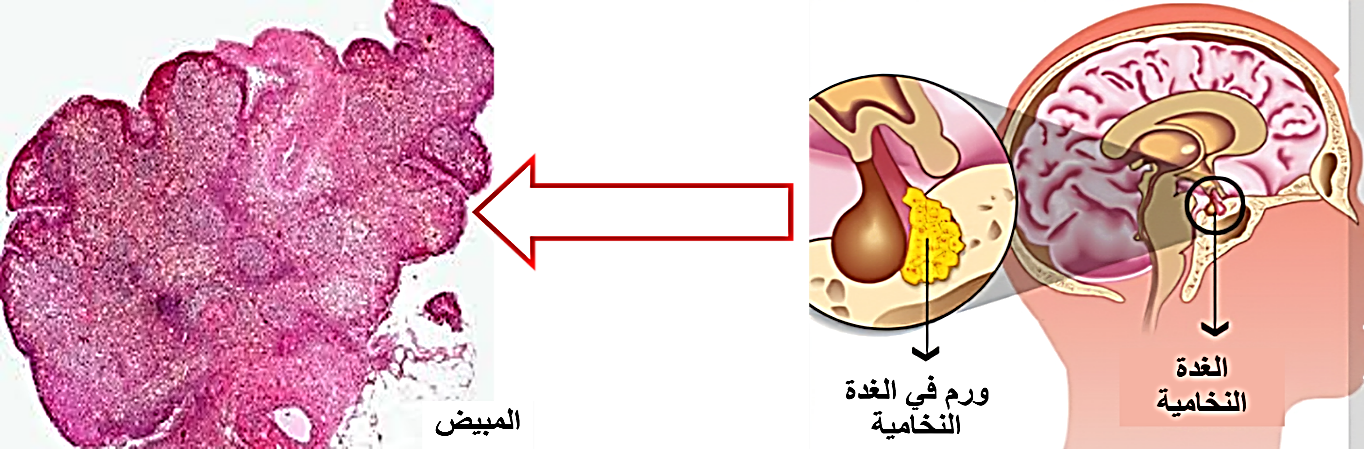 الغدة
النخامية
ورم في الغدة
النخامية
المبيض